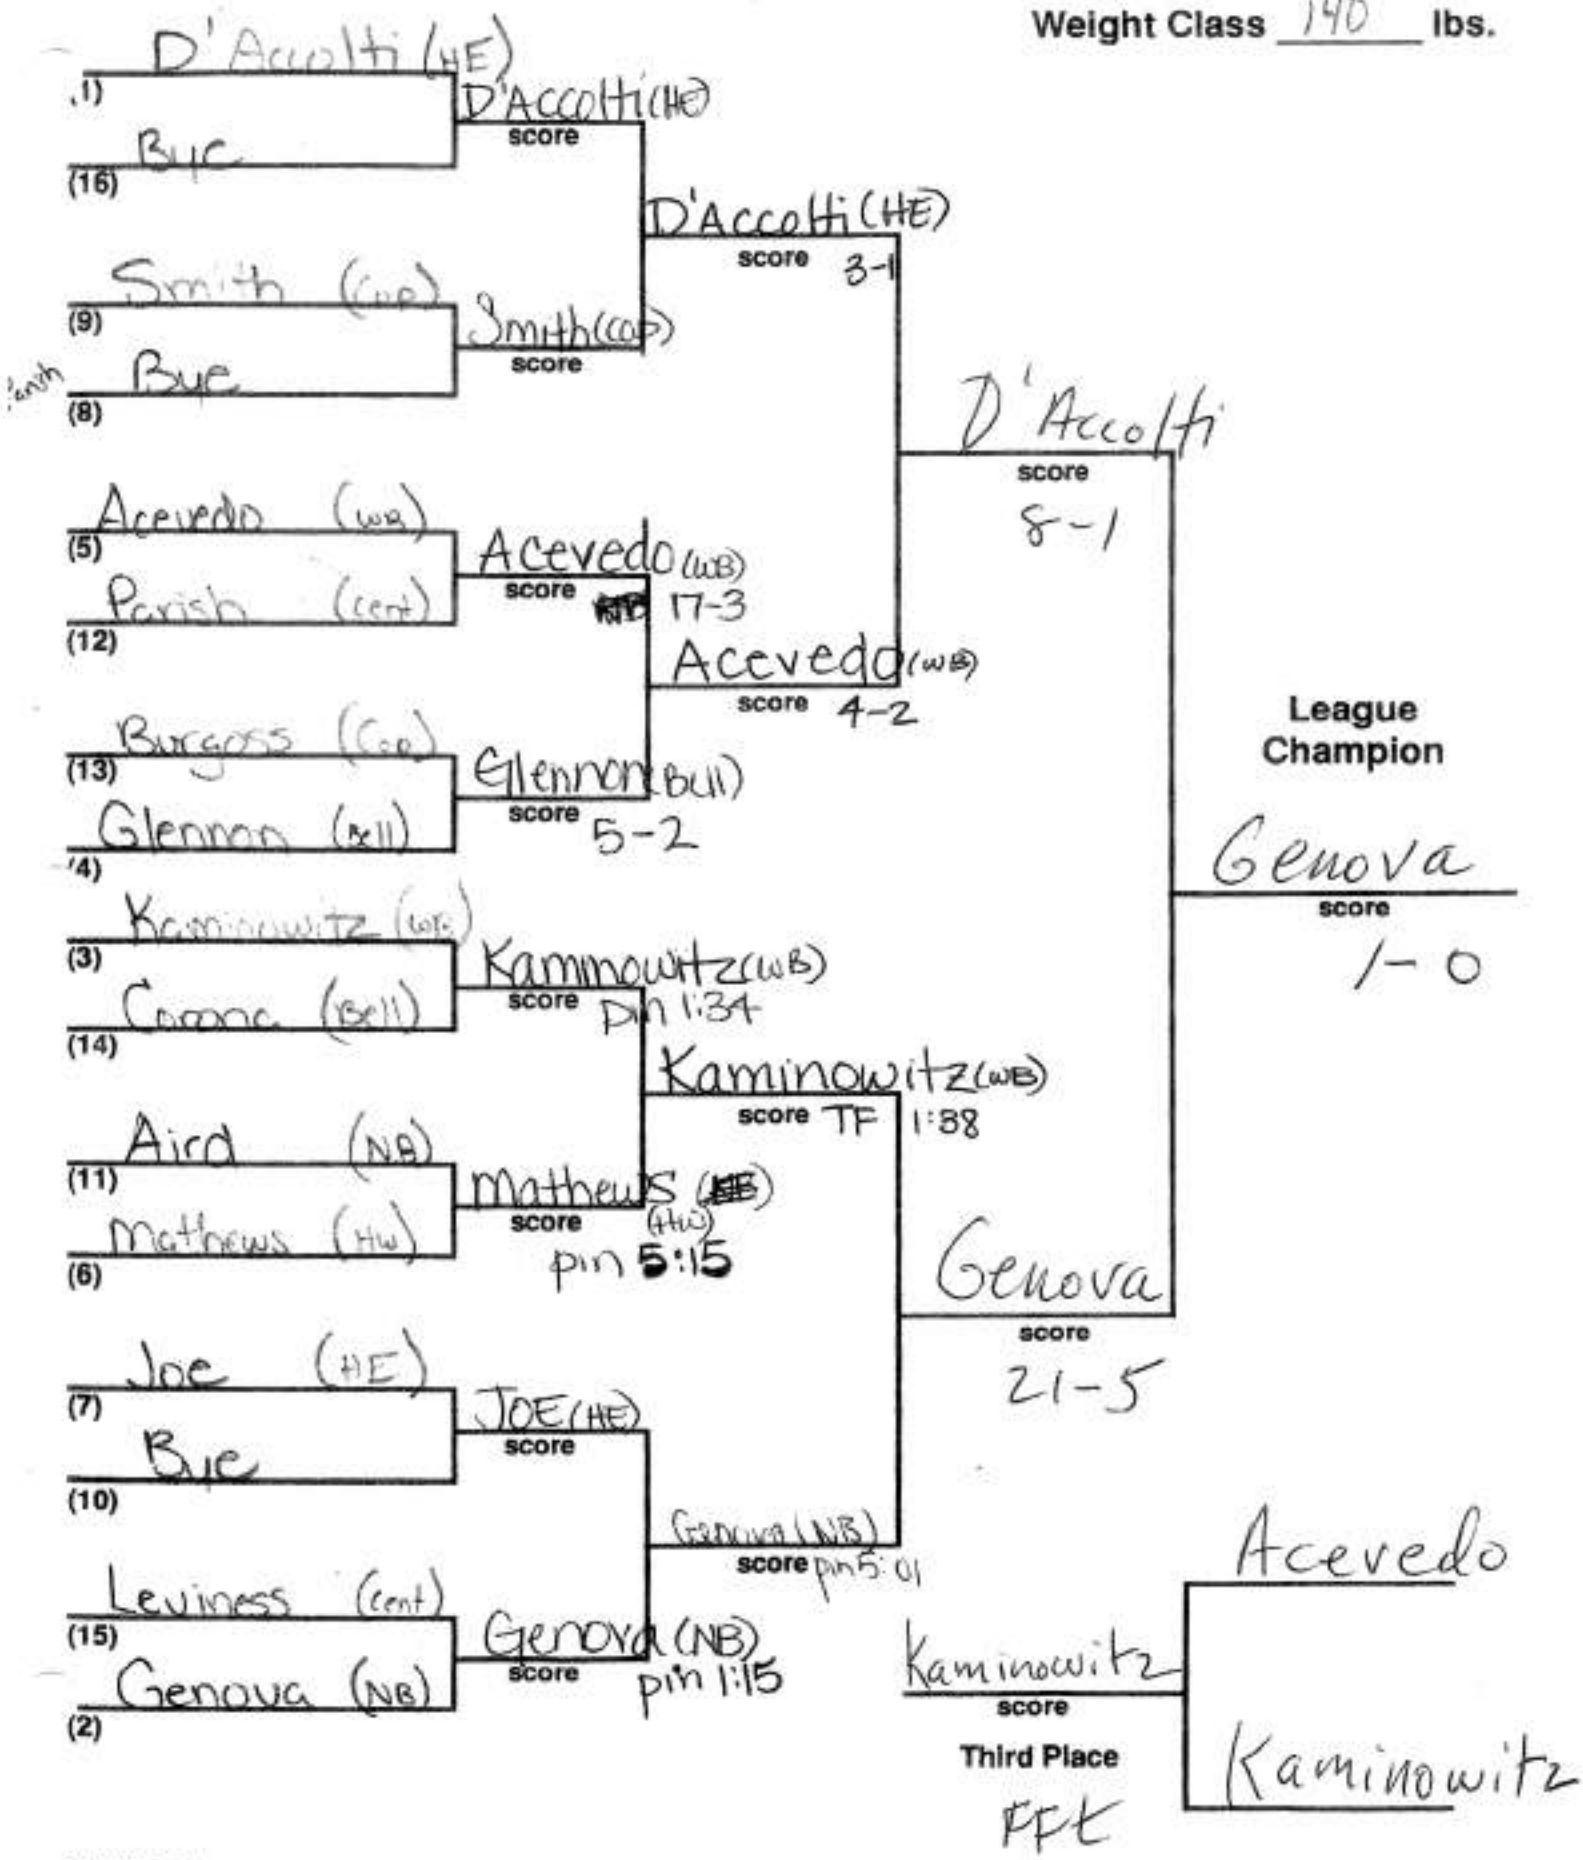 Weight Class 140 lbs.
D'Accolti (HE)
(1)
D'Accolti (HE)
score
Bye
(16)
D'Accolti (HE)
score 3-1
Smith (Cop)
(9)
Smith (Cop)
score
Bye
(8)
D'Accolti
score
8-1
Acevedo (WB)
(5)
Acevedo (WB)
score 17-3
Parish (Cent)
(12)
Acevedo (WB)
score 4-2
Burgoss (Cop)
(13)
Glennon (Bell)
score 5-2
Glennon (Bell)
(4)
League
Champion
Genova
score
1-0
Kaminowitz (WB)
(3)
Kaminowitz (WB)
score pin 1:34
Corona (Bell)
(14)
Kaminowitz (WB)
score TF 1:38
Aird (NB)
(11)
Mathews (HW)
score
pin 5:15
Mathews (HW)
(6)
Genova
score
21-5
Joe (HE)
(7)
JOE (HE)
score
Bye
(10)
Genova (NB)
score pin 5:01
Leviness (Cent)
(15)
Genova (NB)
score pin 1:15
Genova (NB)
(2)
Acevedo
Kaminowitz
score
Third Place
FFt
Kaminowitz